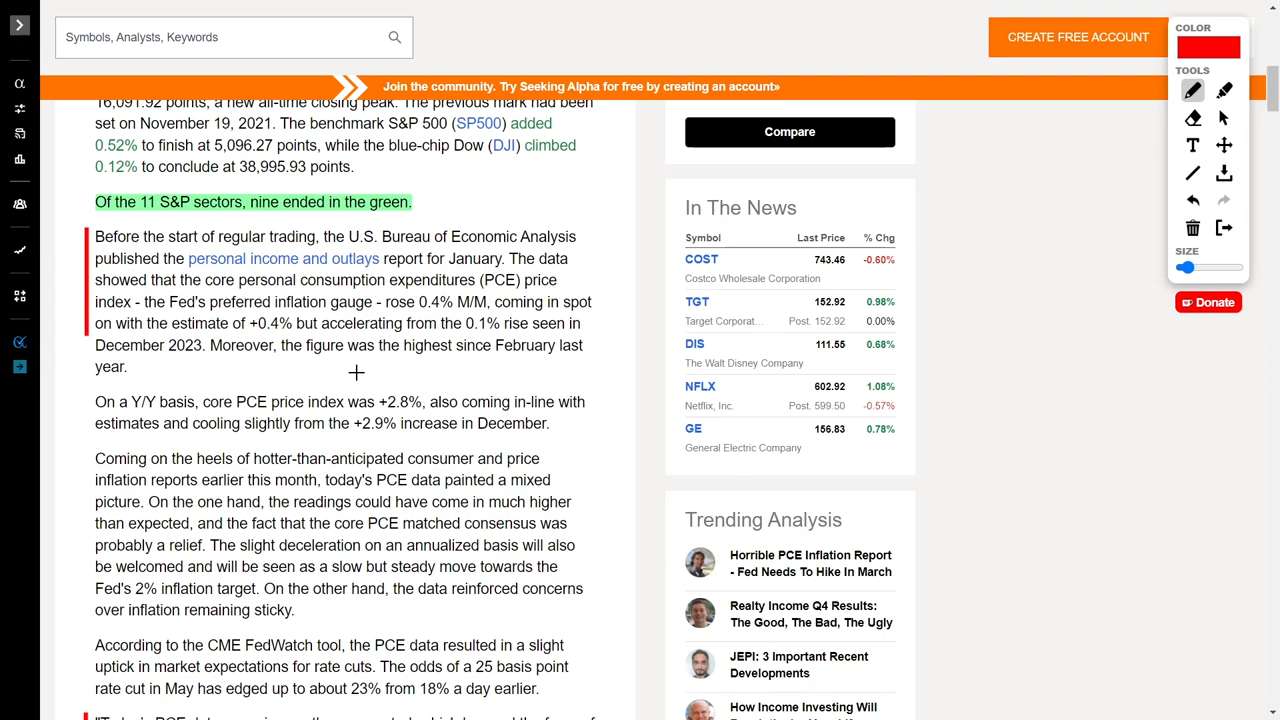 Symbols, Analysts, Keywords
CREATE FREE ACCOUNT
Join the community. Try Seeking Alpha for free by creating an account»
16,091.92 points, a new all-time closing peak. The previous mark had been
set on November 19, 2021. The benchmark S&P 500 (SP500) added
0.52% to finish at 5,096.27 points, while the blue-chip Dow (DJI) climbed
0.12% to conclude at 38,995.93 points.
Of the 11 S&P sectors, nine ended in the green.
Before the start of regular trading, the U.S. Bureau of Economic Analysis
published the personal income and outlays report for January. The data
showed that the core personal consumption expenditures (PCE) price
index - the Fed's preferred inflation gauge - rose 0.4% M/M, coming in spot
on with the estimate of +0.4% but accelerating from the 0.1% rise seen in
December 2023. Moreover, the figure was the highest since February last
year.
On a Y/Y basis, core PCE price index was +2.8%, also coming in-line with
estimates and cooling slightly from the +2.9% increase in December.
Coming on the heels of hotter-than-anticipated consumer and price
inflation reports earlier this month, today's PCE data painted a mixed
picture. On the one hand, the readings could have come in much higher
than expected, and the fact that the core PCE matched consensus was
probably a relief. The slight deceleration on an annualized basis will also
be welcomed and will be seen as a slow but steady move towards the
Fed's 2% inflation target. On the other hand, the data reinforced concerns
over inflation remaining sticky.
According to the CME FedWatch tool, the PCE data resulted in a slight
uptick in market expectations for rate cuts. The odds of a 25 basis point
rate cut in May has edged up to about 23% from 18% a day earlier.
Compare
In The News
Symbol Last Price % Chg
COST 743.46 -0.60%
Costco Wholesale Corporation
TGT 152.92 0.98%
Target Corporat... Post. 152.92 0.00%
DIS 111.55 0.68%
The Walt Disney Company
NFLX 602.92 1.08%
Netflix, Inc. Post. 599.50 -0.57%
GE 156.83 0.78%
General Electric Company
Trending Analysis
Horrible PCE Inflation Report
- Fed Needs To Hike In March
Realty Income Q4 Results:
The Good, The Bad, The Ugly
JEPI: 3 Important Recent
Developments
How Income Investing Will
COLOR
TOOLS
T
SIZE
Donate